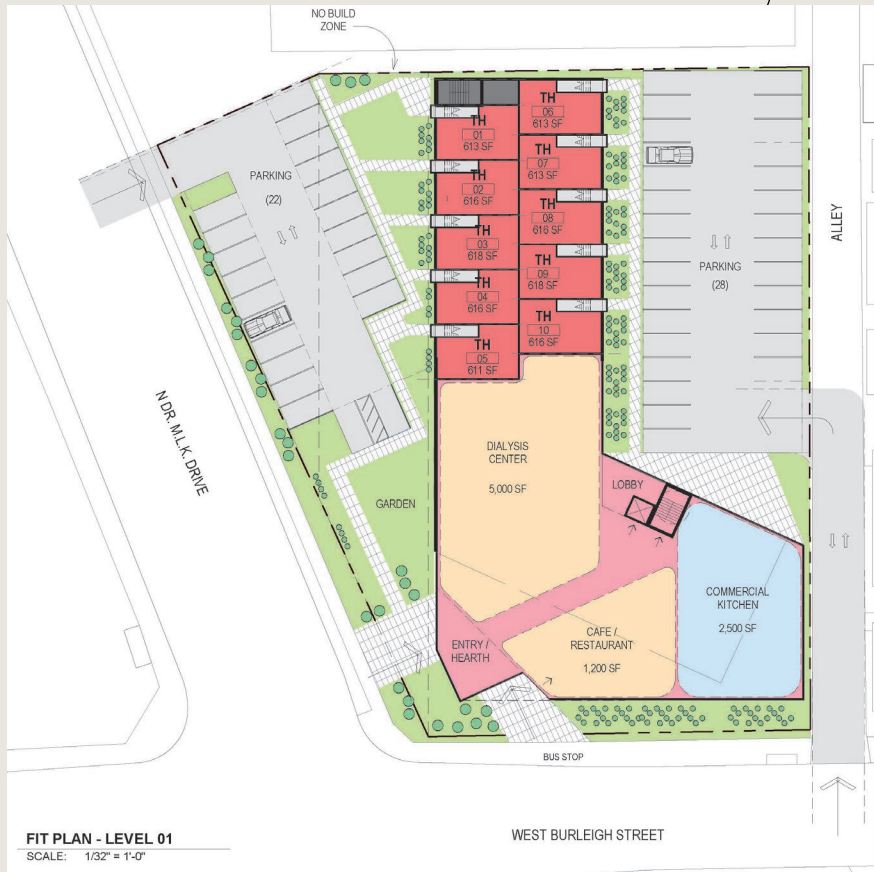 NO BUILD
ZONE
TH
01
613 SF
TH
06
613 SF
TH
02
616 SF
TH
07
613 SF
TH
03
618 SF
TH
08
616 SF
TH
04
616 SF
TH
09
618 SF
TH
05
611 SF
TH
10
616 SF
PARKING
(22)
PARKING
(28)
ALLEY
N DR. M.L.K. DRIVE
DIALYSIS
CENTER
5,000 SF
LOBBY
GARDEN
COMMERCIAL
KITCHEN
2,500 SF
CAFE /
RESTAURANT
1,200 SF
ENTRY /
HEARTH
BUS STOP
WEST BURLEIGH STREET
FIT PLAN - LEVEL 01
SCALE: 1/32" = 1'-0"